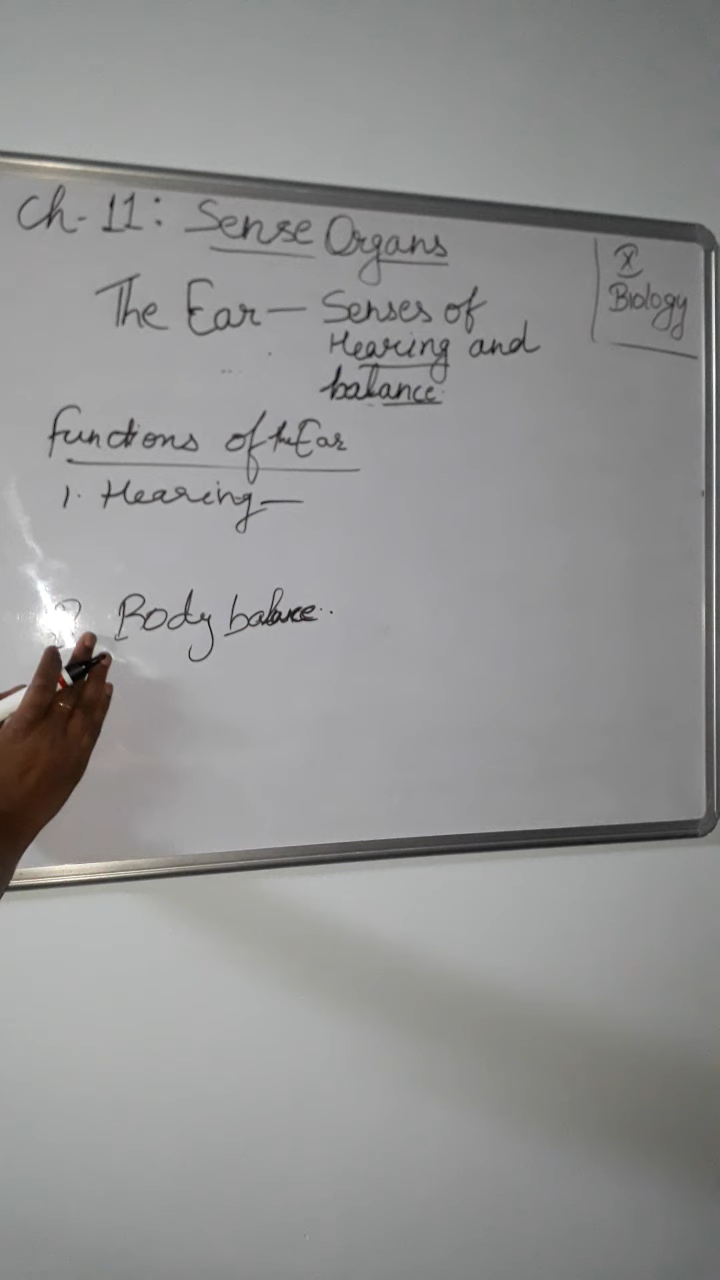 Ch-11: Sense Organs
X
Biology
The Ear — Senses of
Hearing and
balance
functions of the Ear
1. Hearing —
2 Body balance..